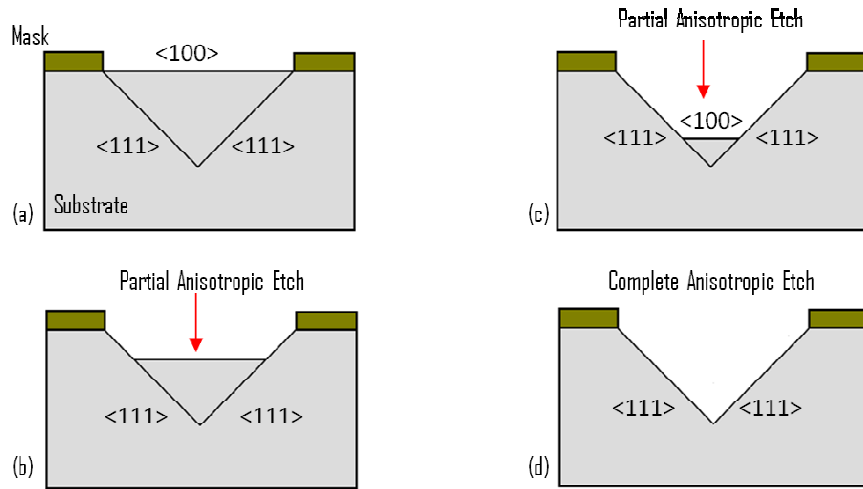 Mask
<100>
<111> <111>
Substrate
(a)
Partial Anisotropic Etch
<111> <111>
(b)
Partial Anisotropic Etch
<100>
<111> <111>
(c)
Complete Anisotropic Etch
<111> <111>
(d)